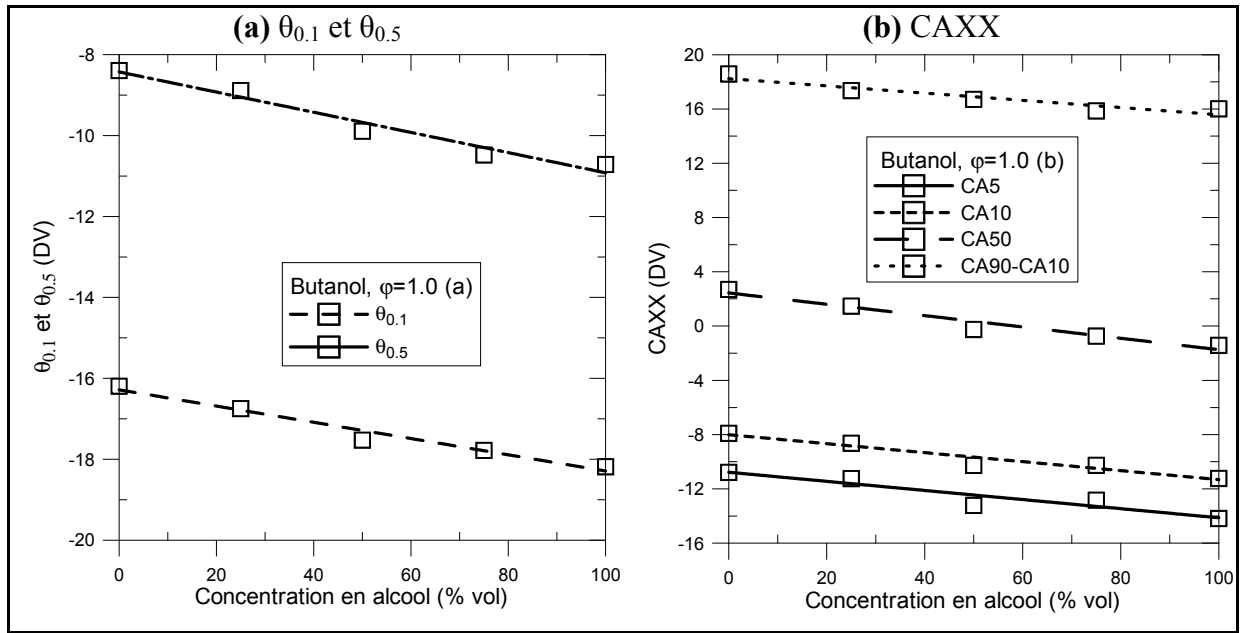 (a) θ0.1 et θ0.5
-8
-10
-12
-14
-16
-18
-20
θ0.1 et θ0.5 (DV)
Butanol, φ=1.0 (a)
θ0.1
θ0.5
0 20 40 60 80 100
Concentration en alcool (% vol)
(b) CAXX
20
16
12
8
4
0
-4
-8
-12
-16
CAXX (DV)
Butanol, φ=1.0 (b)
CA5
CA10
CA50
CA90-CA10
0 20 40 60 80 100
Concentration en alcool (% vol)